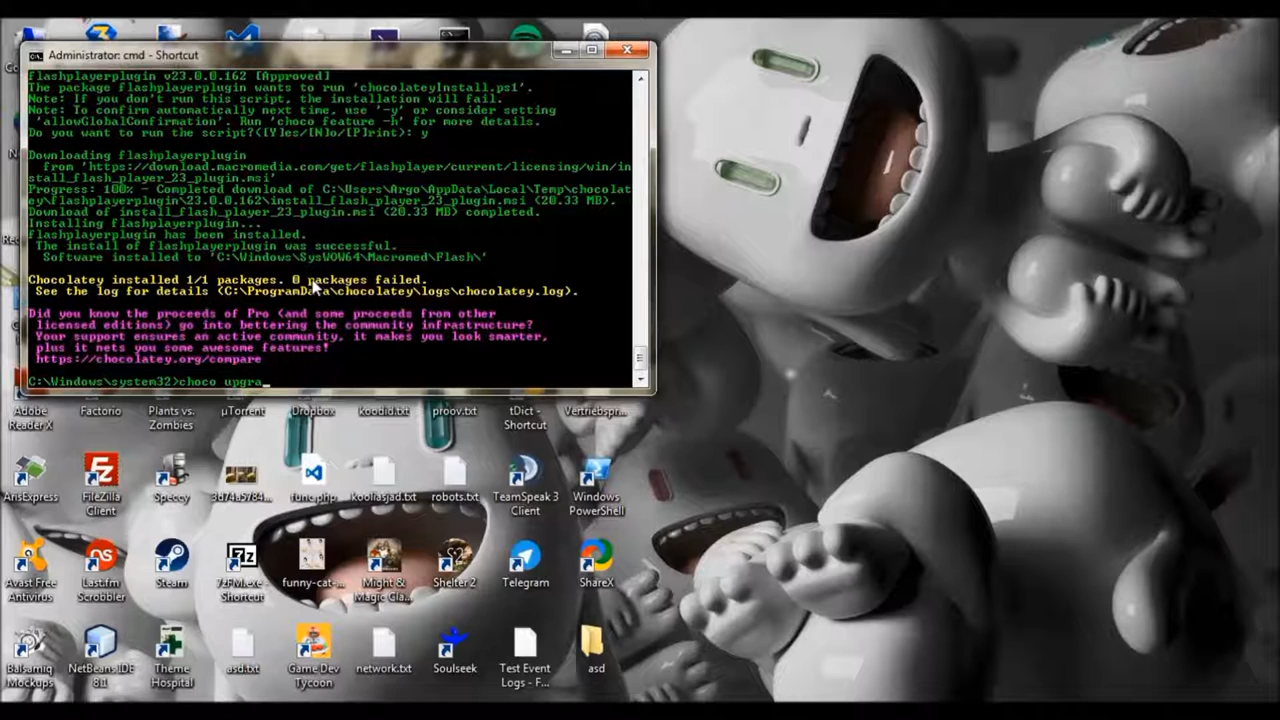 Administrator: cmd - Shortcut
flashplayerplugin v23.0.0.162 [Approved]
The package flashplayerplugin wants to run 'chocolateyInstall.ps1'.
Note: If you don't run this script, the installation will fail.
Note: To confirm automatically next time, use '-y' or consider setting
'allowGlobalConfirmation'. Run 'choco feature -h' for more details.
Do you want to run the script?([Y]es/[N]o/[P]rint): y
Downloading flashplayerplugin
from 'https://download.macromedia.com/get/flashplayer/current/licensing/win/in
stall_flash_player_23_plugin.msi'
Progress: 100% - Completed download of C:\Users\Argo\AppData\Local\Temp\chocolat
ey\flashplayerplugin\23.0.0.162\install_flash_player_23_plugin.msi (20.33 MB).
Download of install_flash_player_23_plugin.msi (20.33 MB) completed.
Installing flashplayerplugin...
flashplayerplugin has been installed.
The install of flashplayerplugin was successful.
Software installed to 'C:\Windows\SysWOW64\Macromed\Flash\'
Chocolatey installed 1/1 packages. 0 packages failed.
See the log for details (C:\ProgramData\chocolatey\logs\chocolatey.log).
Did you know the proceeds of Pro (and some proceeds from other
licensed editions) go into bettering the community infrastructure?
Your support ensures an active community, it makes you look smarter,
plus it nets you some awesome features!
https://chocolatey.org/compare
C:\Windows\system32>choco upgra_
Adobe Reader X
Factorio
Plants vs. Zombies
µTorrent
Dropbox
koodid.txt
proov.txt
tDict - Shortcut
Vertriebspr...
ArisExpress
FileZilla Client
Speccy
3d74a5784...
func.php
kooliasjad.txt
robots.txt
TeamSpeak 3 Client
Windows PowerShell
Avast Free Antivirus
Last.fm Scrobbler
Steam
7zFM.exe - Shortcut
funny-cat-...
Might & Magic Cla...
Shelter 2
Telegram
ShareX
Balsamiq Mockups
NetBeans IDE 8.1
Theme Hospital
asd.txt
Game Dev Tycoon
network.txt
Soulseek
Test Event Logs - F...
asd